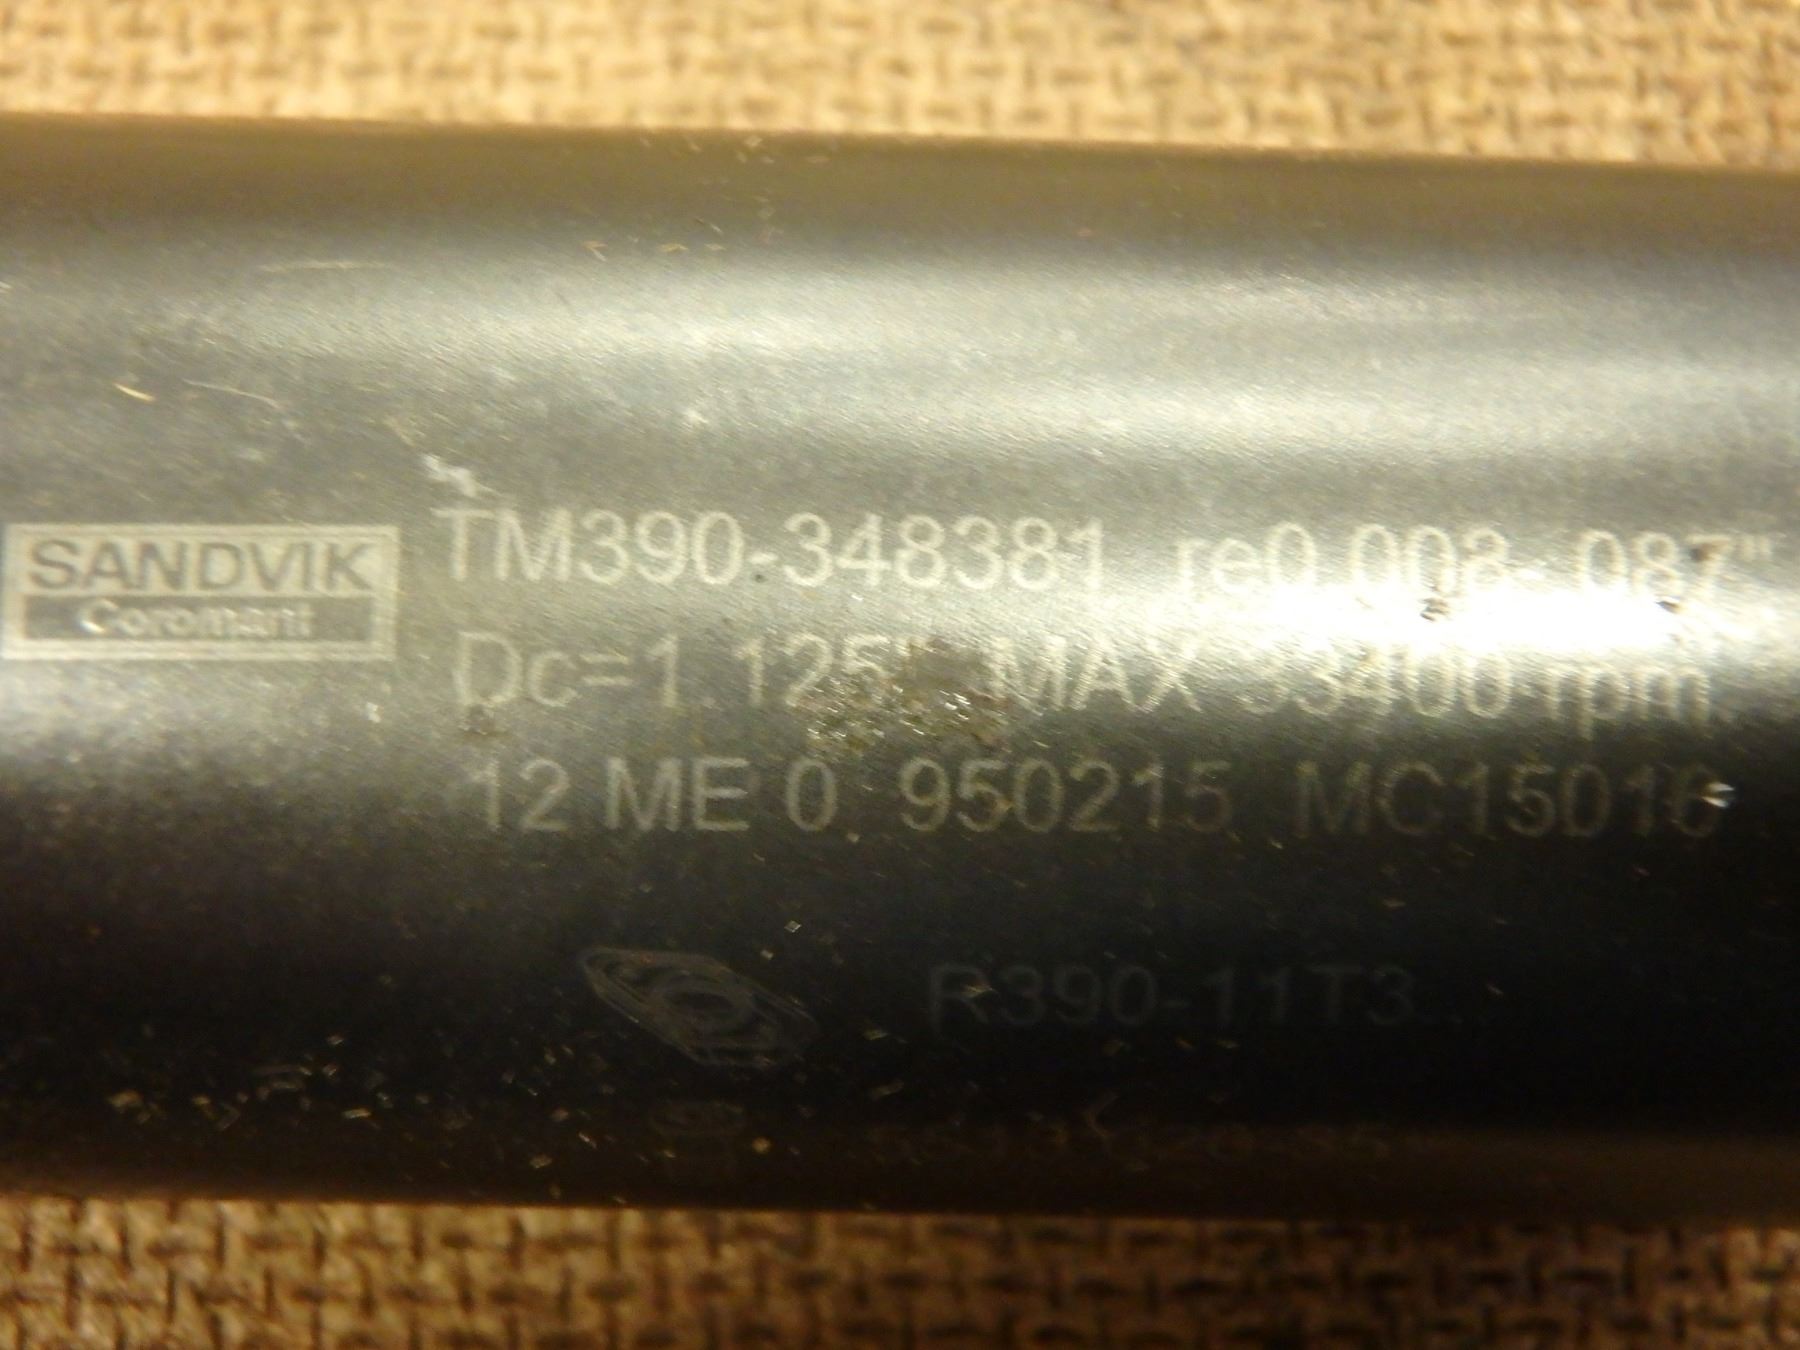 SANDVIK
Coromant
TM390-348381 re0.008-.087"
Dc=1.125" MAX 33400 rpm.
12 ME 0 950215 MC15016
R390-11T3